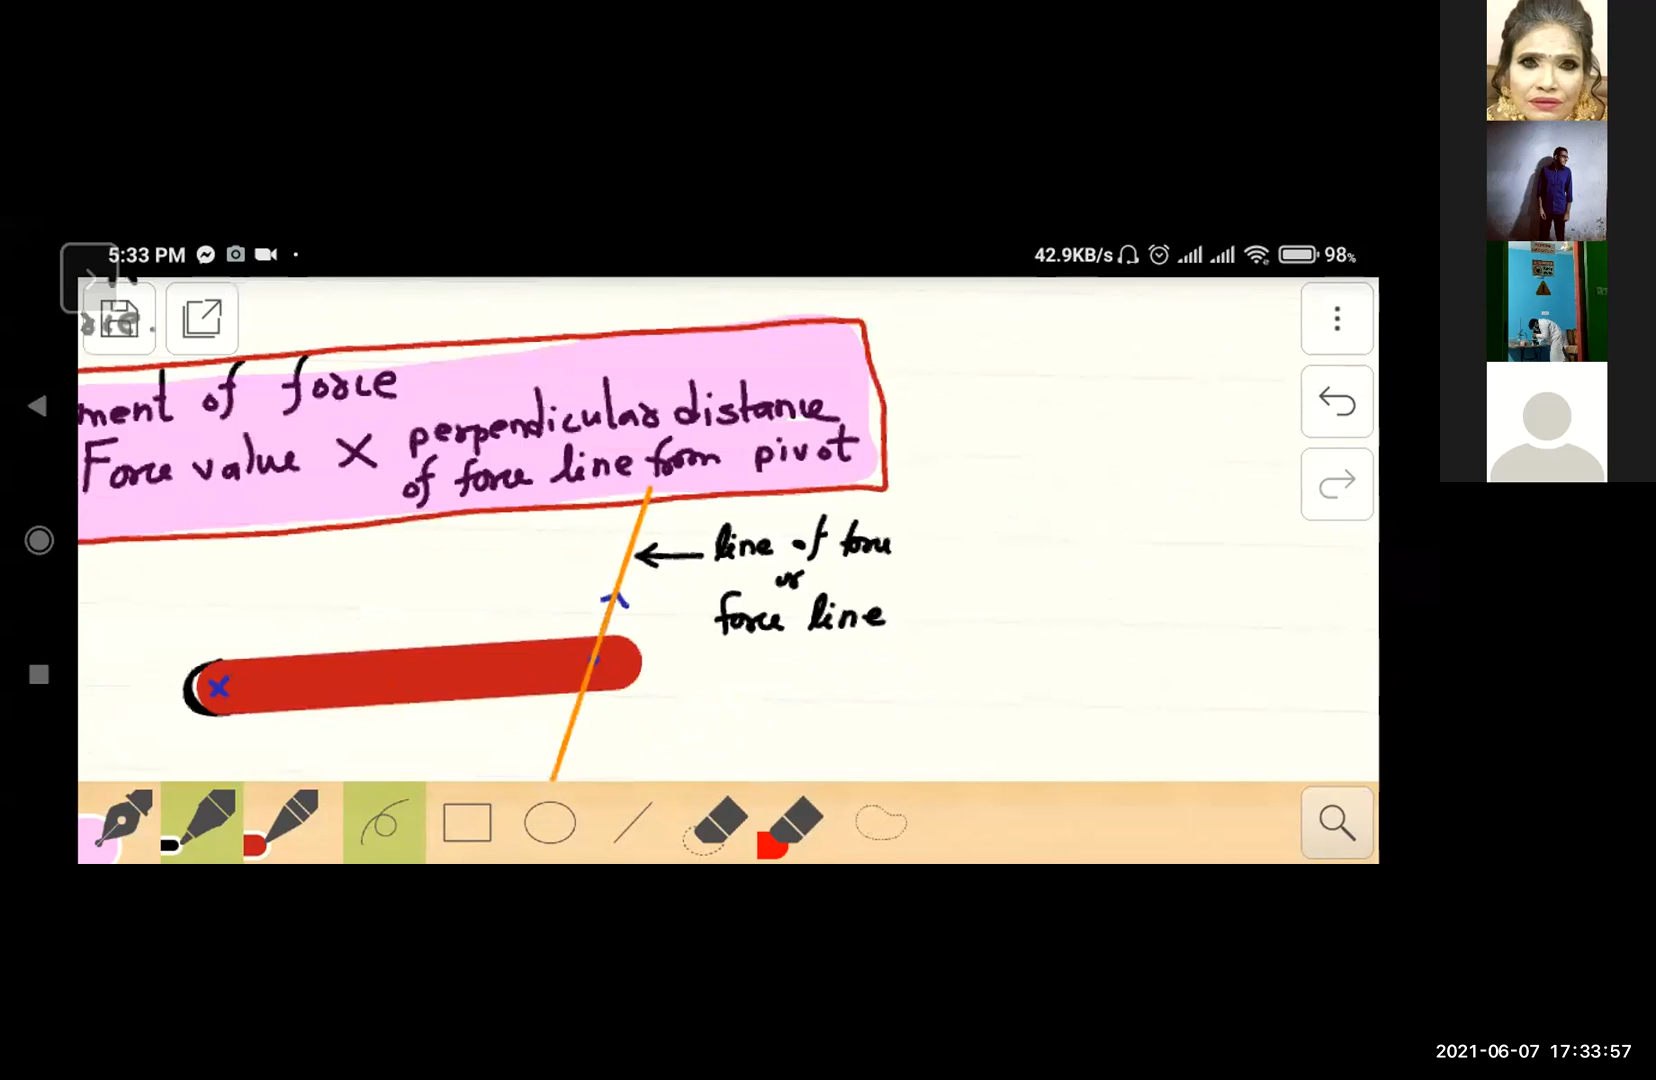 5:33 PM
42.9KB/s
98%
ment of force
Force value × perpendicular distance
of force line from pivot
line of force
or
force line
×
2021-06-07 17:33:57